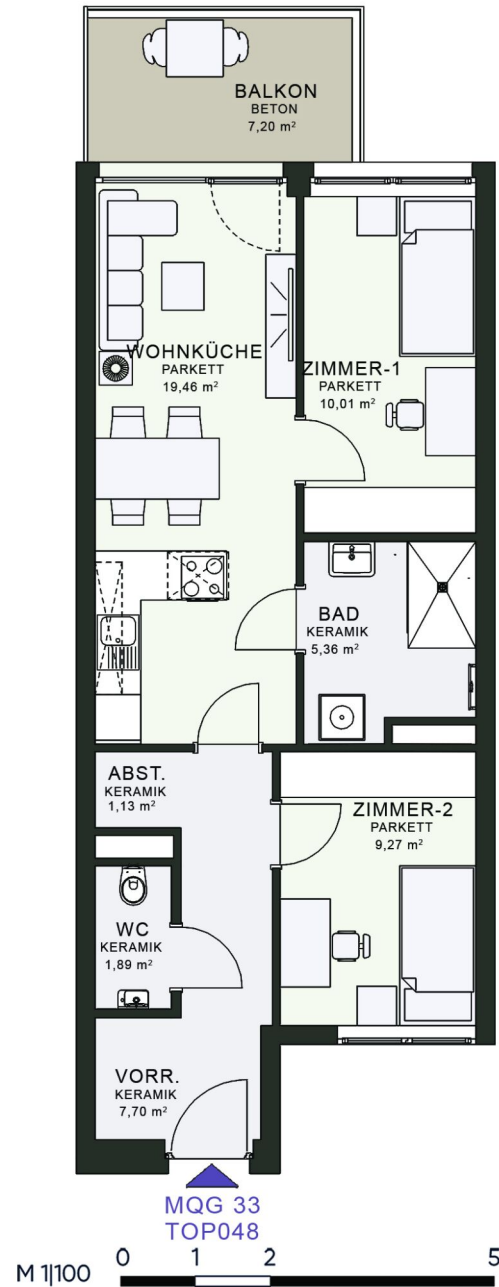 BALKON
BETON
7,20 m²
WOHNKÜCHE
PARKETT
19,46 m²
ZIMMER-1
PARKETT
10,01 m²
BAD
KERAMIK
5,36 m²
ABST.
KERAMIK
1,13 m²
ZIMMER-2
PARKETT
9,27 m²
WC
KERAMIK
1,89 m²
VORR.
KERAMIK
7,70 m²
MQG 33
TOP048
M 1|100
0 1 2 5